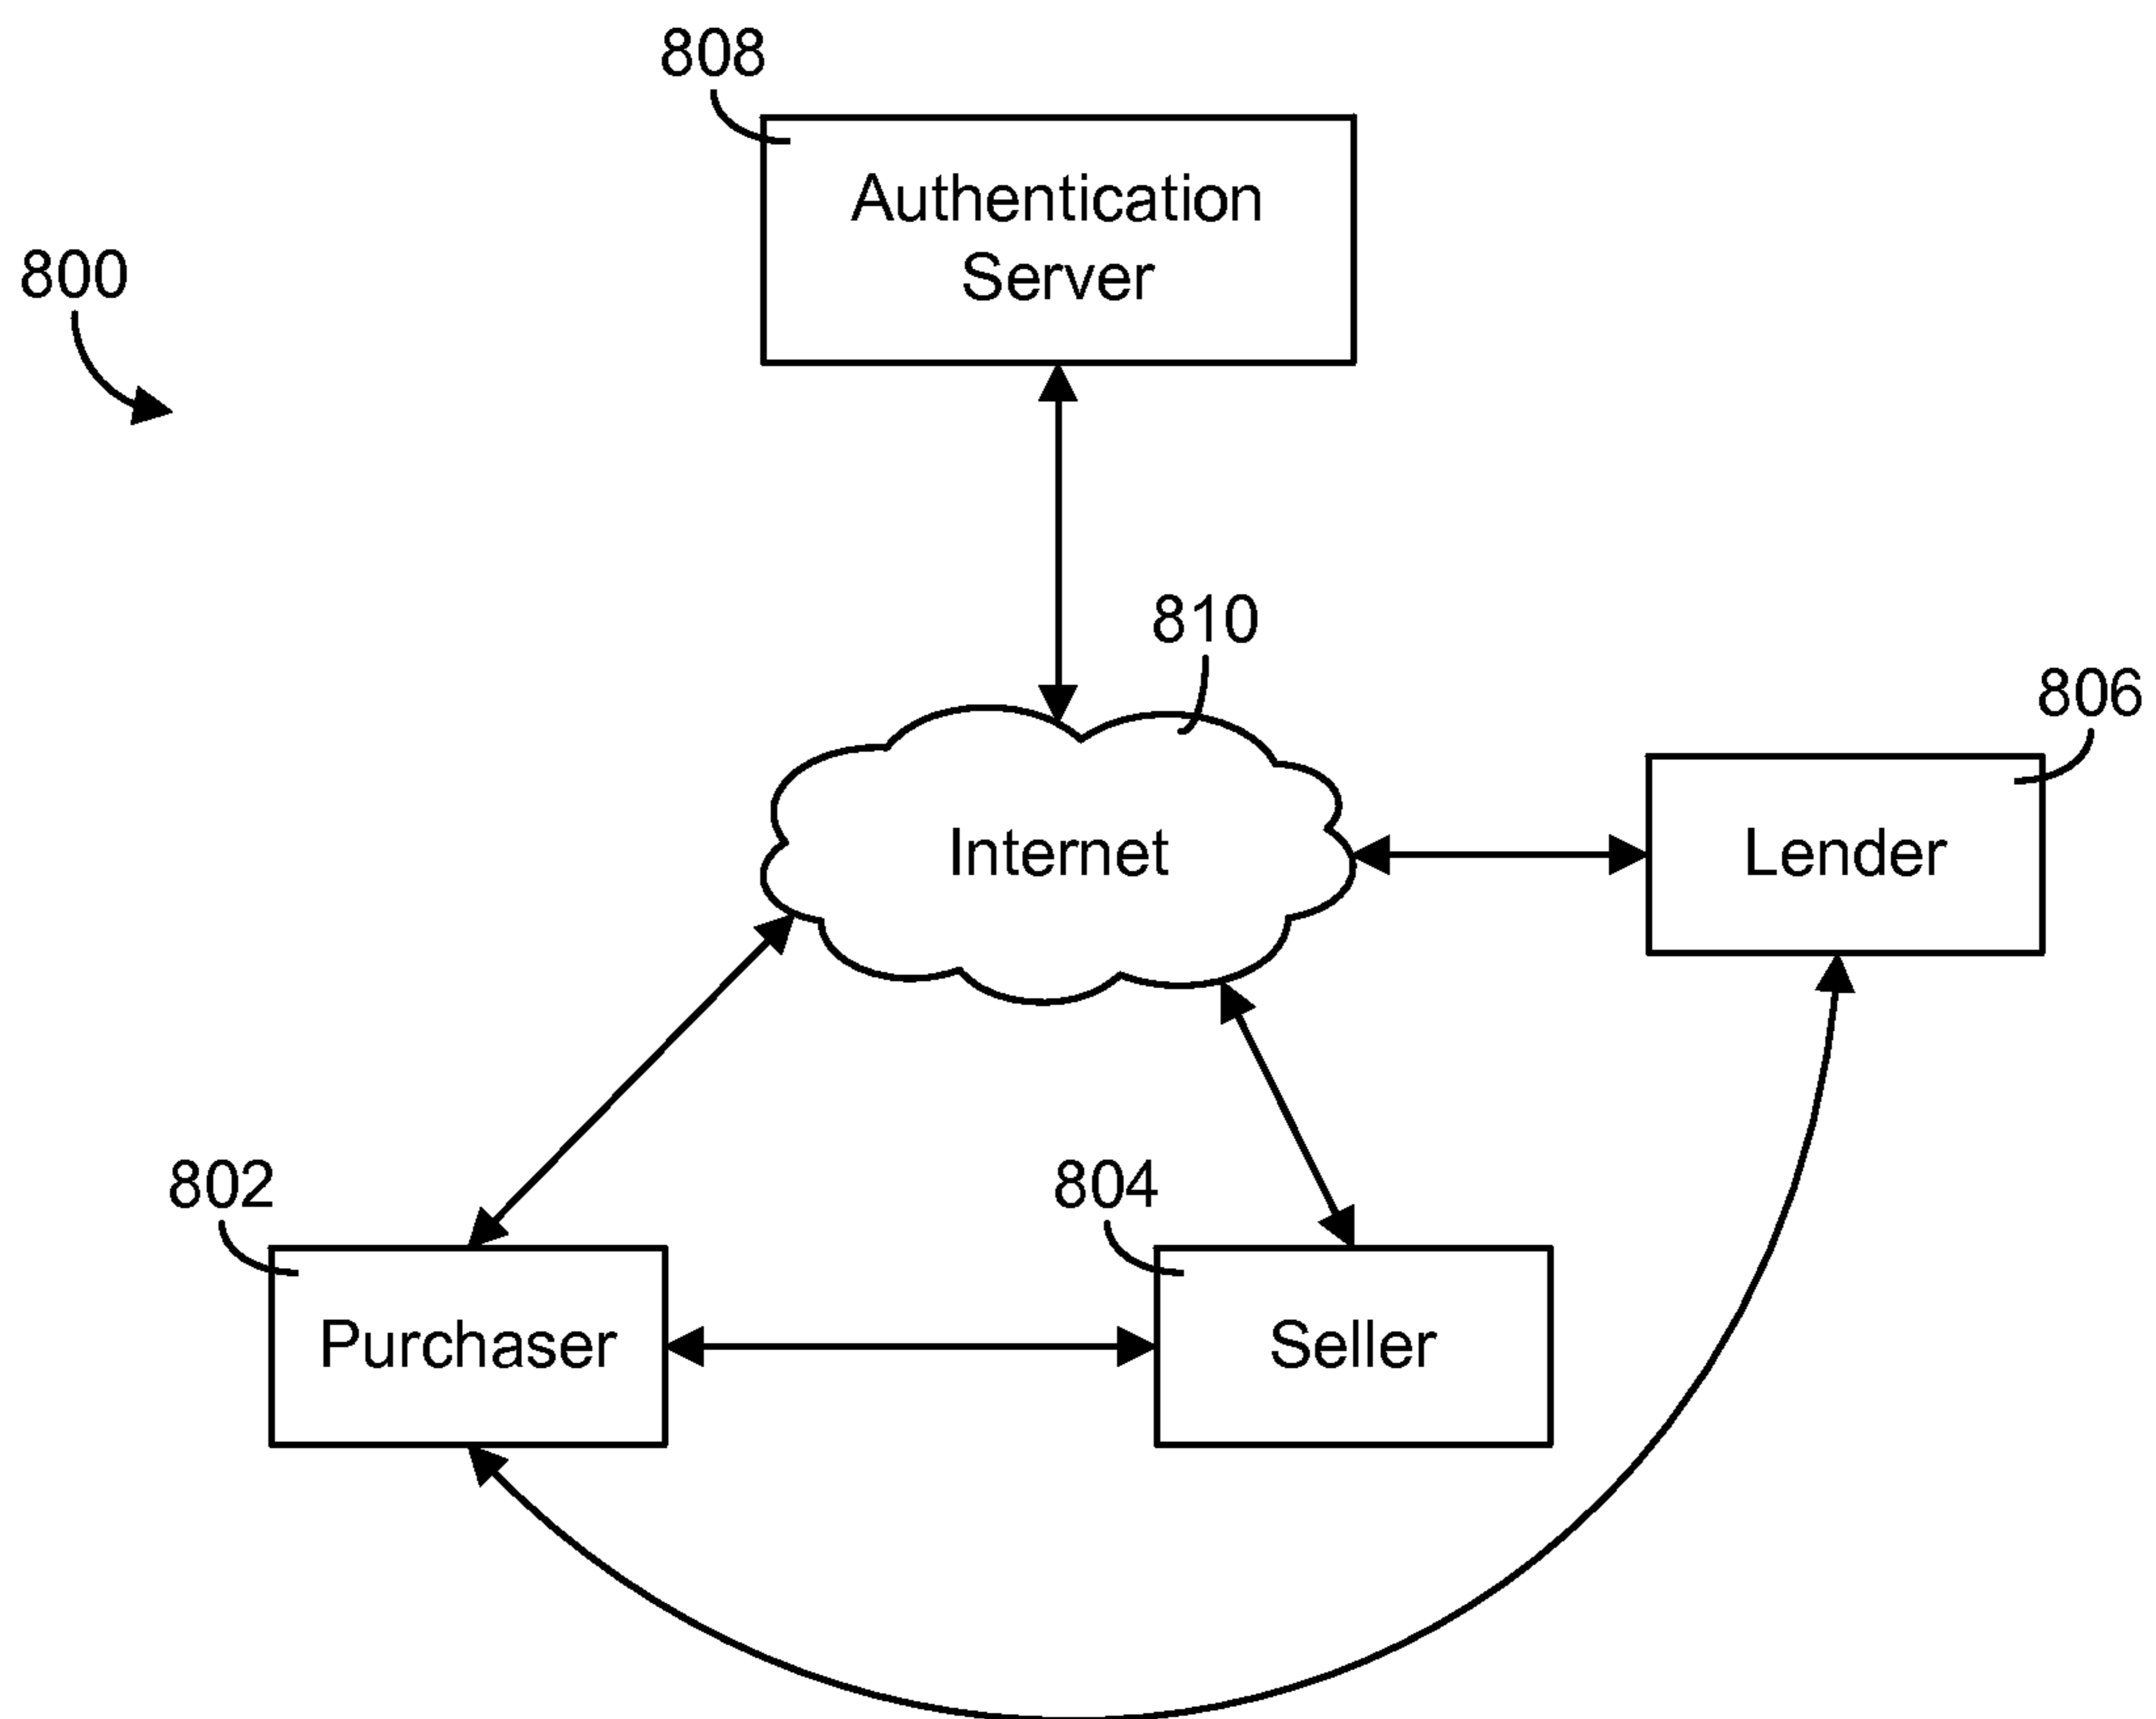 808
Authentication
Server
800
810
806
Internet
Lender
802
804
Purchaser
Seller